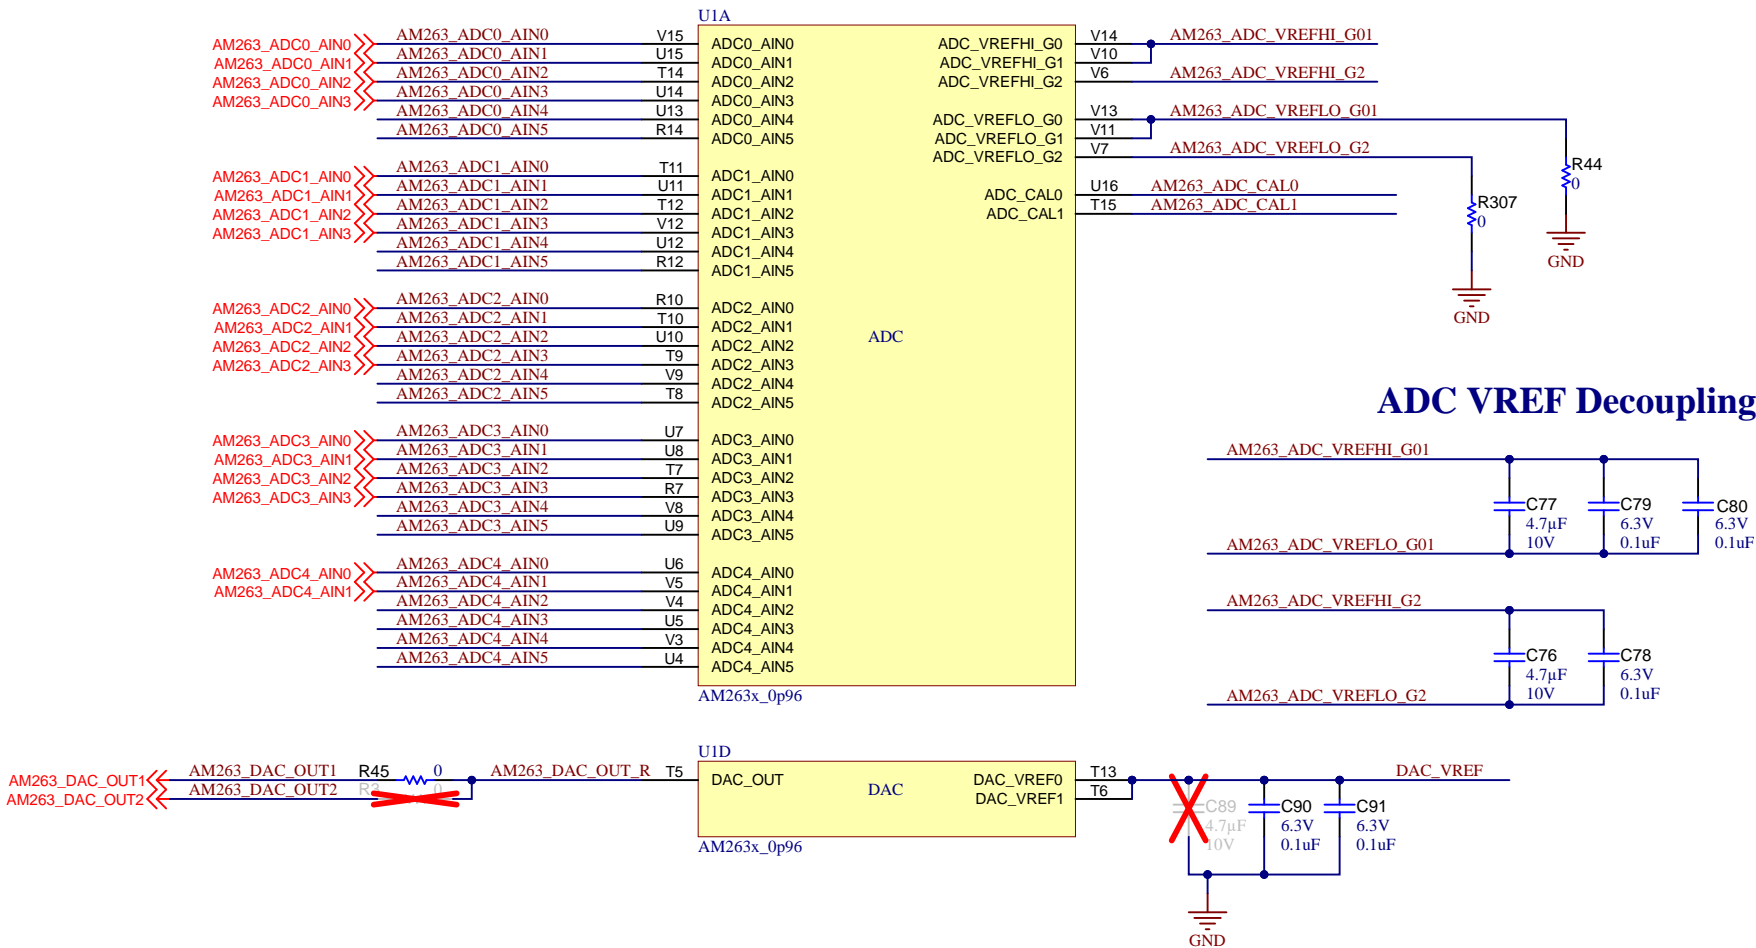 U1A
AM263_ADC0_AIN0 AM263_ADC0_AIN0 V15 ADC0_AIN0 ADC_VREFHI_G0 V14 AM263_ADC_VREFHI_G01
AM263_ADC0_AIN1 AM263_ADC0_AIN1 U15 ADC0_AIN1 ADC_VREFHI_G1 V10
AM263_ADC0_AIN2 AM263_ADC0_AIN2 T14 ADC0_AIN2 ADC_VREFHI_G2 V6 AM263_ADC_VREFHI_G2
AM263_ADC0_AIN3 AM263_ADC0_AIN3 U14 ADC0_AIN3
AM263_ADC0_AIN4 U13 ADC0_AIN4 ADC_VREFLO_G0 V13 AM263_ADC_VREFLO_G01
AM263_ADC0_AIN5 R14 ADC0_AIN5 ADC_VREFLO_G1 V11
ADC_VREFLO_G2 V7 AM263_ADC_VREFLO_G2
AM263_ADC1_AIN0 AM263_ADC1_AIN0 T11 ADC1_AIN0
AM263_ADC1_AIN1 AM263_ADC1_AIN1 U11 ADC1_AIN1 ADC_CAL0 U16 AM263_ADC_CAL0
AM263_ADC1_AIN2 AM263_ADC1_AIN2 T12 ADC1_AIN2 ADC_CAL1 T15 AM263_ADC_CAL1
AM263_ADC1_AIN3 AM263_ADC1_AIN3 V12 ADC1_AIN3
AM263_ADC1_AIN4 U12 ADC1_AIN4
AM263_ADC1_AIN5 R12 ADC1_AIN5
R44
0
GND
R307
0
GND
AM263_ADC2_AIN0 AM263_ADC2_AIN0 R10 ADC2_AIN0
AM263_ADC2_AIN1 AM263_ADC2_AIN1 T10 ADC2_AIN1
AM263_ADC2_AIN2 AM263_ADC2_AIN2 U10 ADC2_AIN2 ADC
AM263_ADC2_AIN3 AM263_ADC2_AIN3 T9 ADC2_AIN3
AM263_ADC2_AIN4 V9 ADC2_AIN4
AM263_ADC2_AIN5 T8 ADC2_AIN5
AM263_ADC3_AIN0 AM263_ADC3_AIN0 U7 ADC3_AIN0
AM263_ADC3_AIN1 AM263_ADC3_AIN1 U8 ADC3_AIN1
AM263_ADC3_AIN2 AM263_ADC3_AIN2 T7 ADC3_AIN2
AM263_ADC3_AIN3 AM263_ADC3_AIN3 R7 ADC3_AIN3
AM263_ADC3_AIN4 V8 ADC3_AIN4
AM263_ADC3_AIN5 U9 ADC3_AIN5
AM263_ADC4_AIN0 AM263_ADC4_AIN0 U6 ADC4_AIN0
AM263_ADC4_AIN1 AM263_ADC4_AIN1 V5 ADC4_AIN1
AM263_ADC4_AIN2 V4 ADC4_AIN2
AM263_ADC4_AIN3 U5 ADC4_AIN3
AM263_ADC4_AIN4 V3 ADC4_AIN4
AM263_ADC4_AIN5 U4 ADC4_AIN5
AM263x_0p96
ADC VREF Decoupling
AM263_ADC_VREFHI_G01
C77 C79 C80
4.7µF 6.3V 6.3V
10V 0.1uF 0.1uF
AM263_ADC_VREFLO_G01
AM263_ADC_VREFHI_G2
C76 C78
4.7µF 6.3V
10V 0.1uF
AM263_ADC_VREFLO_G2
U1D
AM263_DAC_OUT1 AM263_DAC_OUT1 R45 0 AM263_DAC_OUT_R T5 DAC_OUT DAC DAC_VREF0 T13 DAC_VREF
AM263_DAC_OUT2 AM263_DAC_OUT2 0 DAC_VREF1 T6
C89 C90 C91
4.7µF 6.3V 6.3V
10V 0.1uF 0.1uF
AM263x_0p96
GND